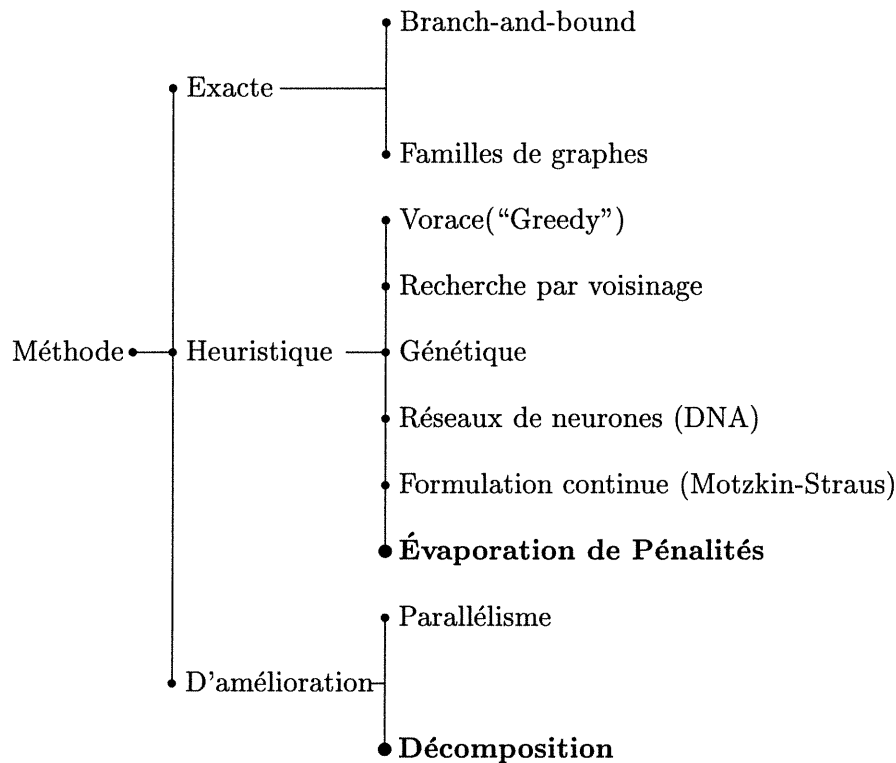 Branch-and-bound
Exacte
Familles de graphes
Vorace(“Greedy”)
Recherche par voisinage
Méthode
Heuristique
Génétique
Réseaux de neurones (DNA)
Formulation continue (Motzkin-Straus)
Évaporation de Pénalités
Parallélisme
D'amélioration
Décomposition